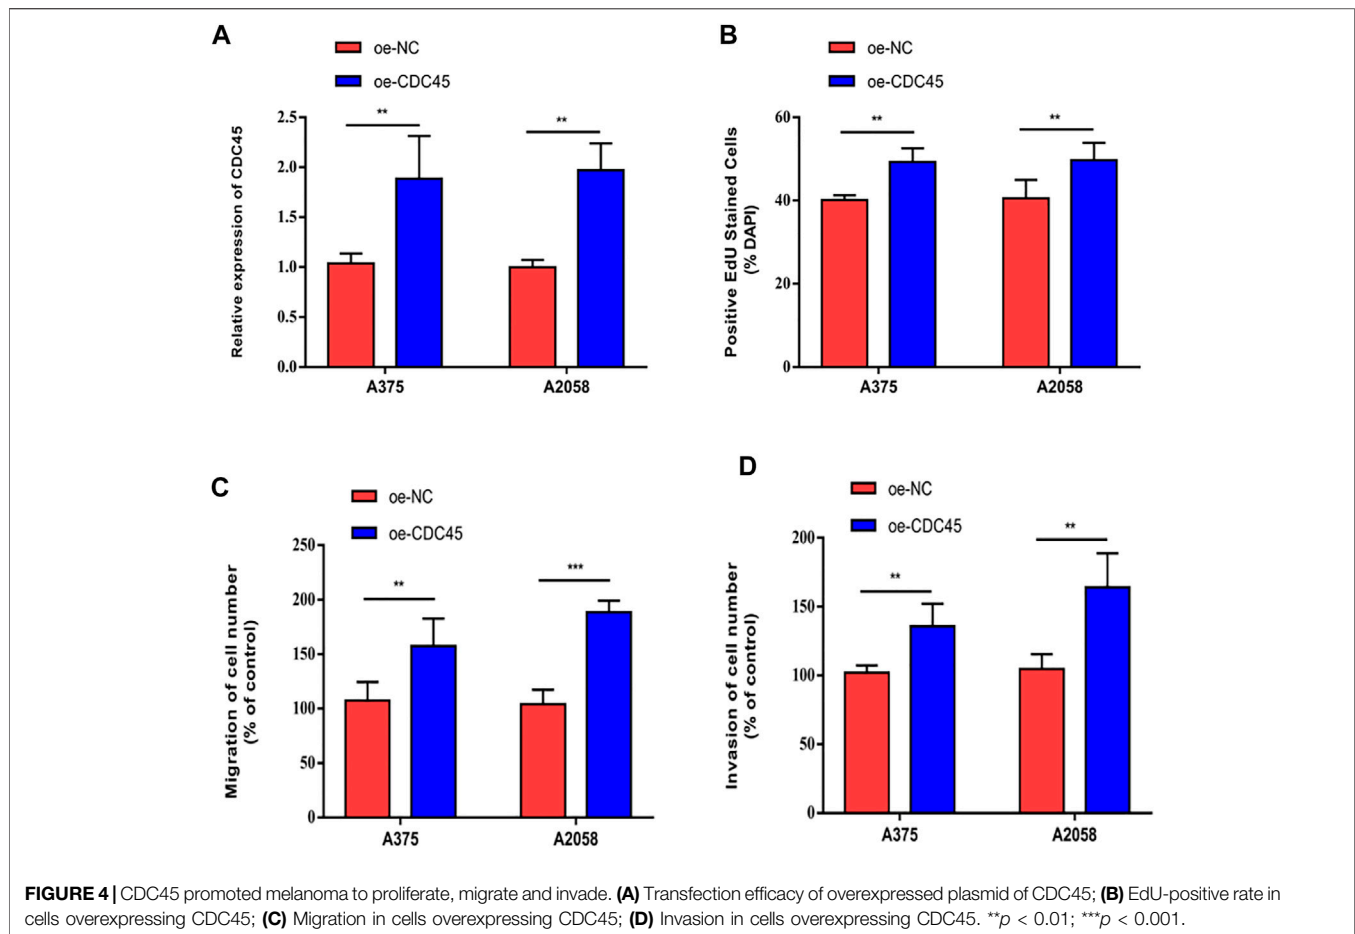 A
oe-NC
oe-CDC45
Relative expression of CDC45
2.5
2.0
1.5
1.0
0.5
0.0
**
**
A375
A2058
B
oe-NC
oe-CDC45
Positive EdU Stained Cells
(% DAPI)
60
40
20
0
**
**
A375
A2058
C
oe-NC
oe-CDC45
Migration of cell number
(% of control)
250
200
150
100
50
0
**
***
A375
A2058
D
oe-NC
oe-CDC45
Invasion of cell number
(% of control)
200
150
100
50
0
**
**
A375
A2058
FIGURE 4 | CDC45 promoted melanoma to proliferate, migrate and invade. (A) Transfection efficacy of overexpressed plasmid of CDC45; (B) EdU-positive rate in
cells overexpressing CDC45; (C) Migration in cells overexpressing CDC45; (D) Invasion in cells overexpressing CDC45. **p < 0.01; ***p < 0.001.